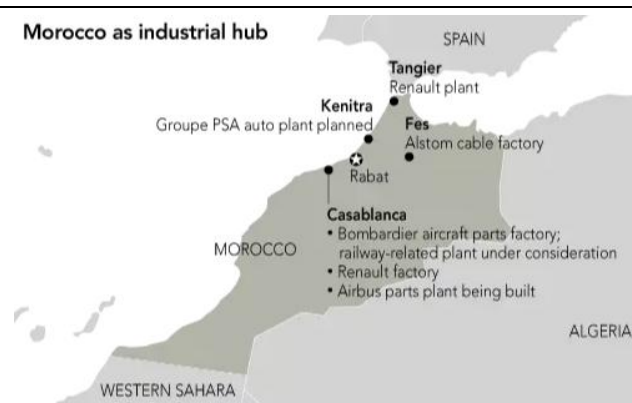 Morocco as industrial hub
SPAIN
Tangier
Renault plant
Kenitra
Groupe PSA auto plant planned
Fes
Alstom cable factory
Rabat
Casablanca
• Bombardier aircraft parts factory;
railway-related plant under consideration
• Renault factory
• Airbus parts plant being built
MOROCCO
ALGERIA
WESTERN SAHARA